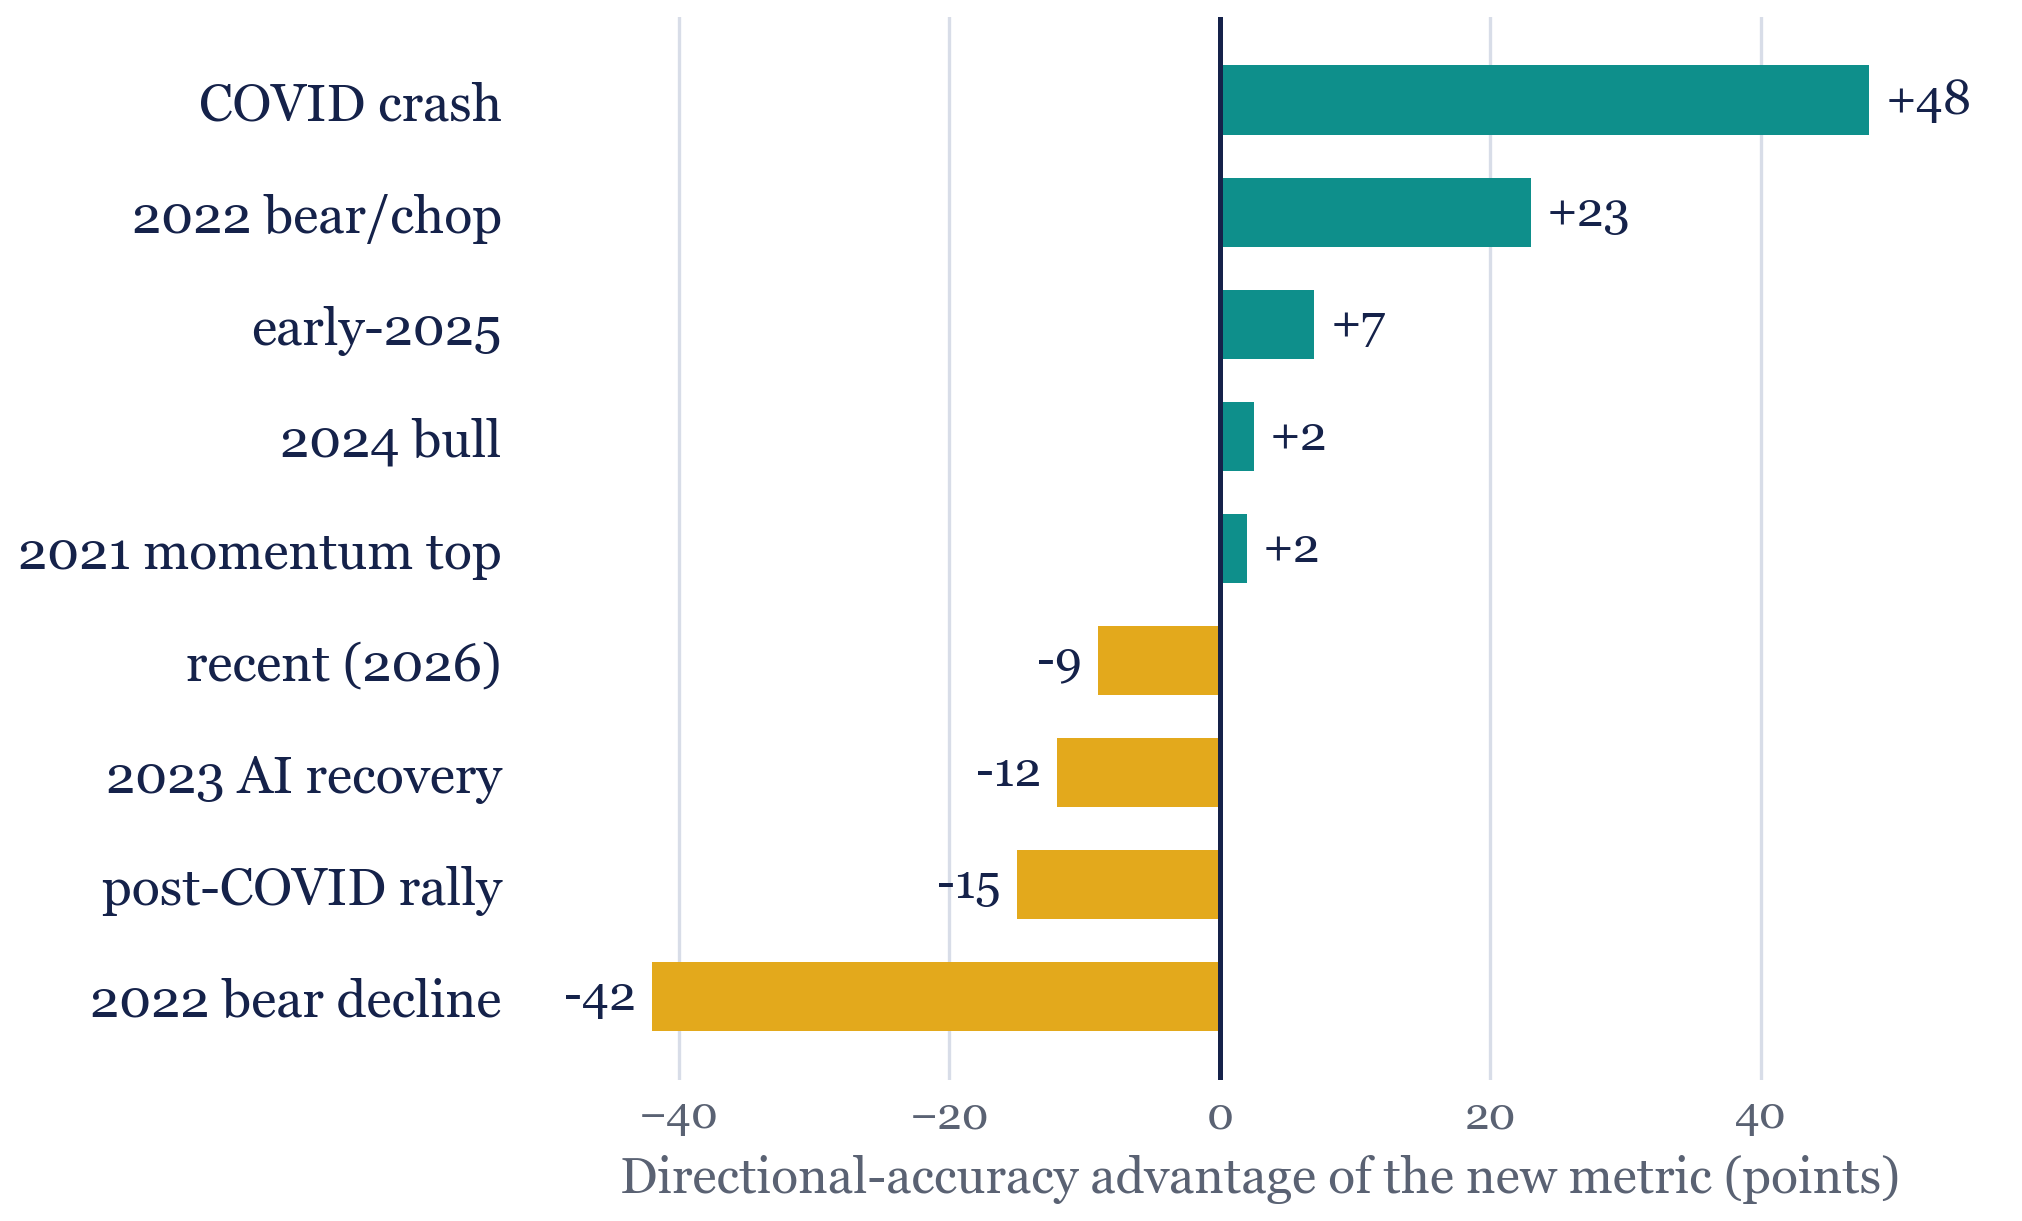 COVID crash +48
2022 bear/chop +23
early-2025 +7
2024 bull +2
2021 momentum top +2
recent (2026) -9
2023 AI recovery -12
post-COVID rally -15
2022 bear decline -42
−40 −20 0 20 40
Directional-accuracy advantage of the new metric (points)